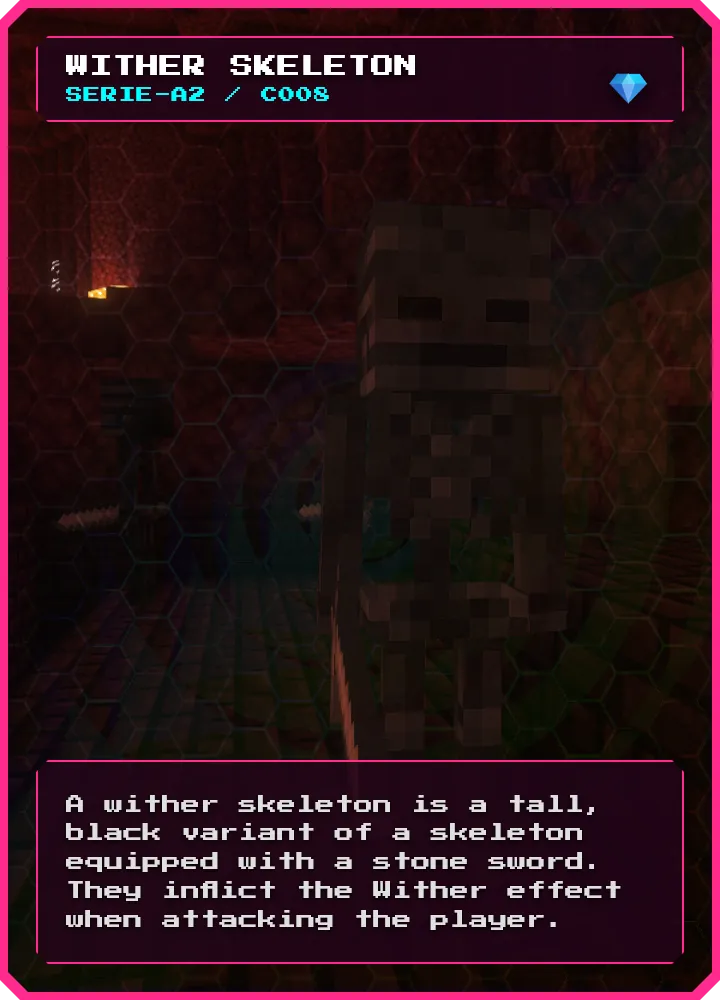 WITHER SKELETON
SERIE-A2 / C008
A wither skeleton is a tall,
black variant of a skeleton
equipped with a stone sword.
They inflict the Wither effect
when attacking the player.